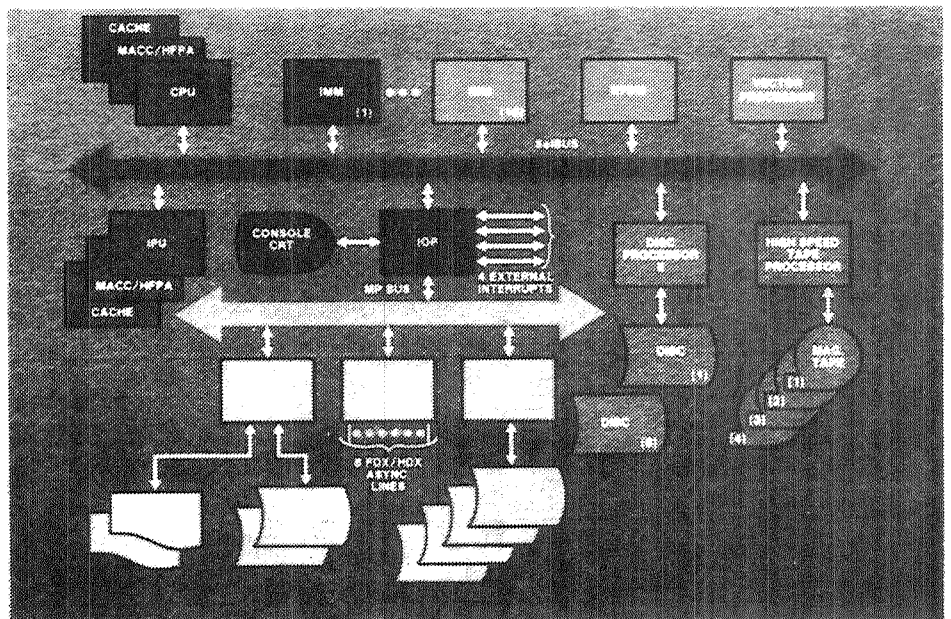 CACHE
MACC/HFPA
CPU
IMM
(1)
SelBUS
IPU
MACC/HFPA
CACHE
CONSOLE
CRT
IOP
4 EXTERNAL
INTERRUPTS
MP BUS
DISC
PROCESSOR
HIGH SPEED
TAPE
PROCESSOR
DISC
(1)
DISC
MAG
TAPE
(1)
(2)
(3)
(4)
8 FDX/HDX
ASYNC
LINES